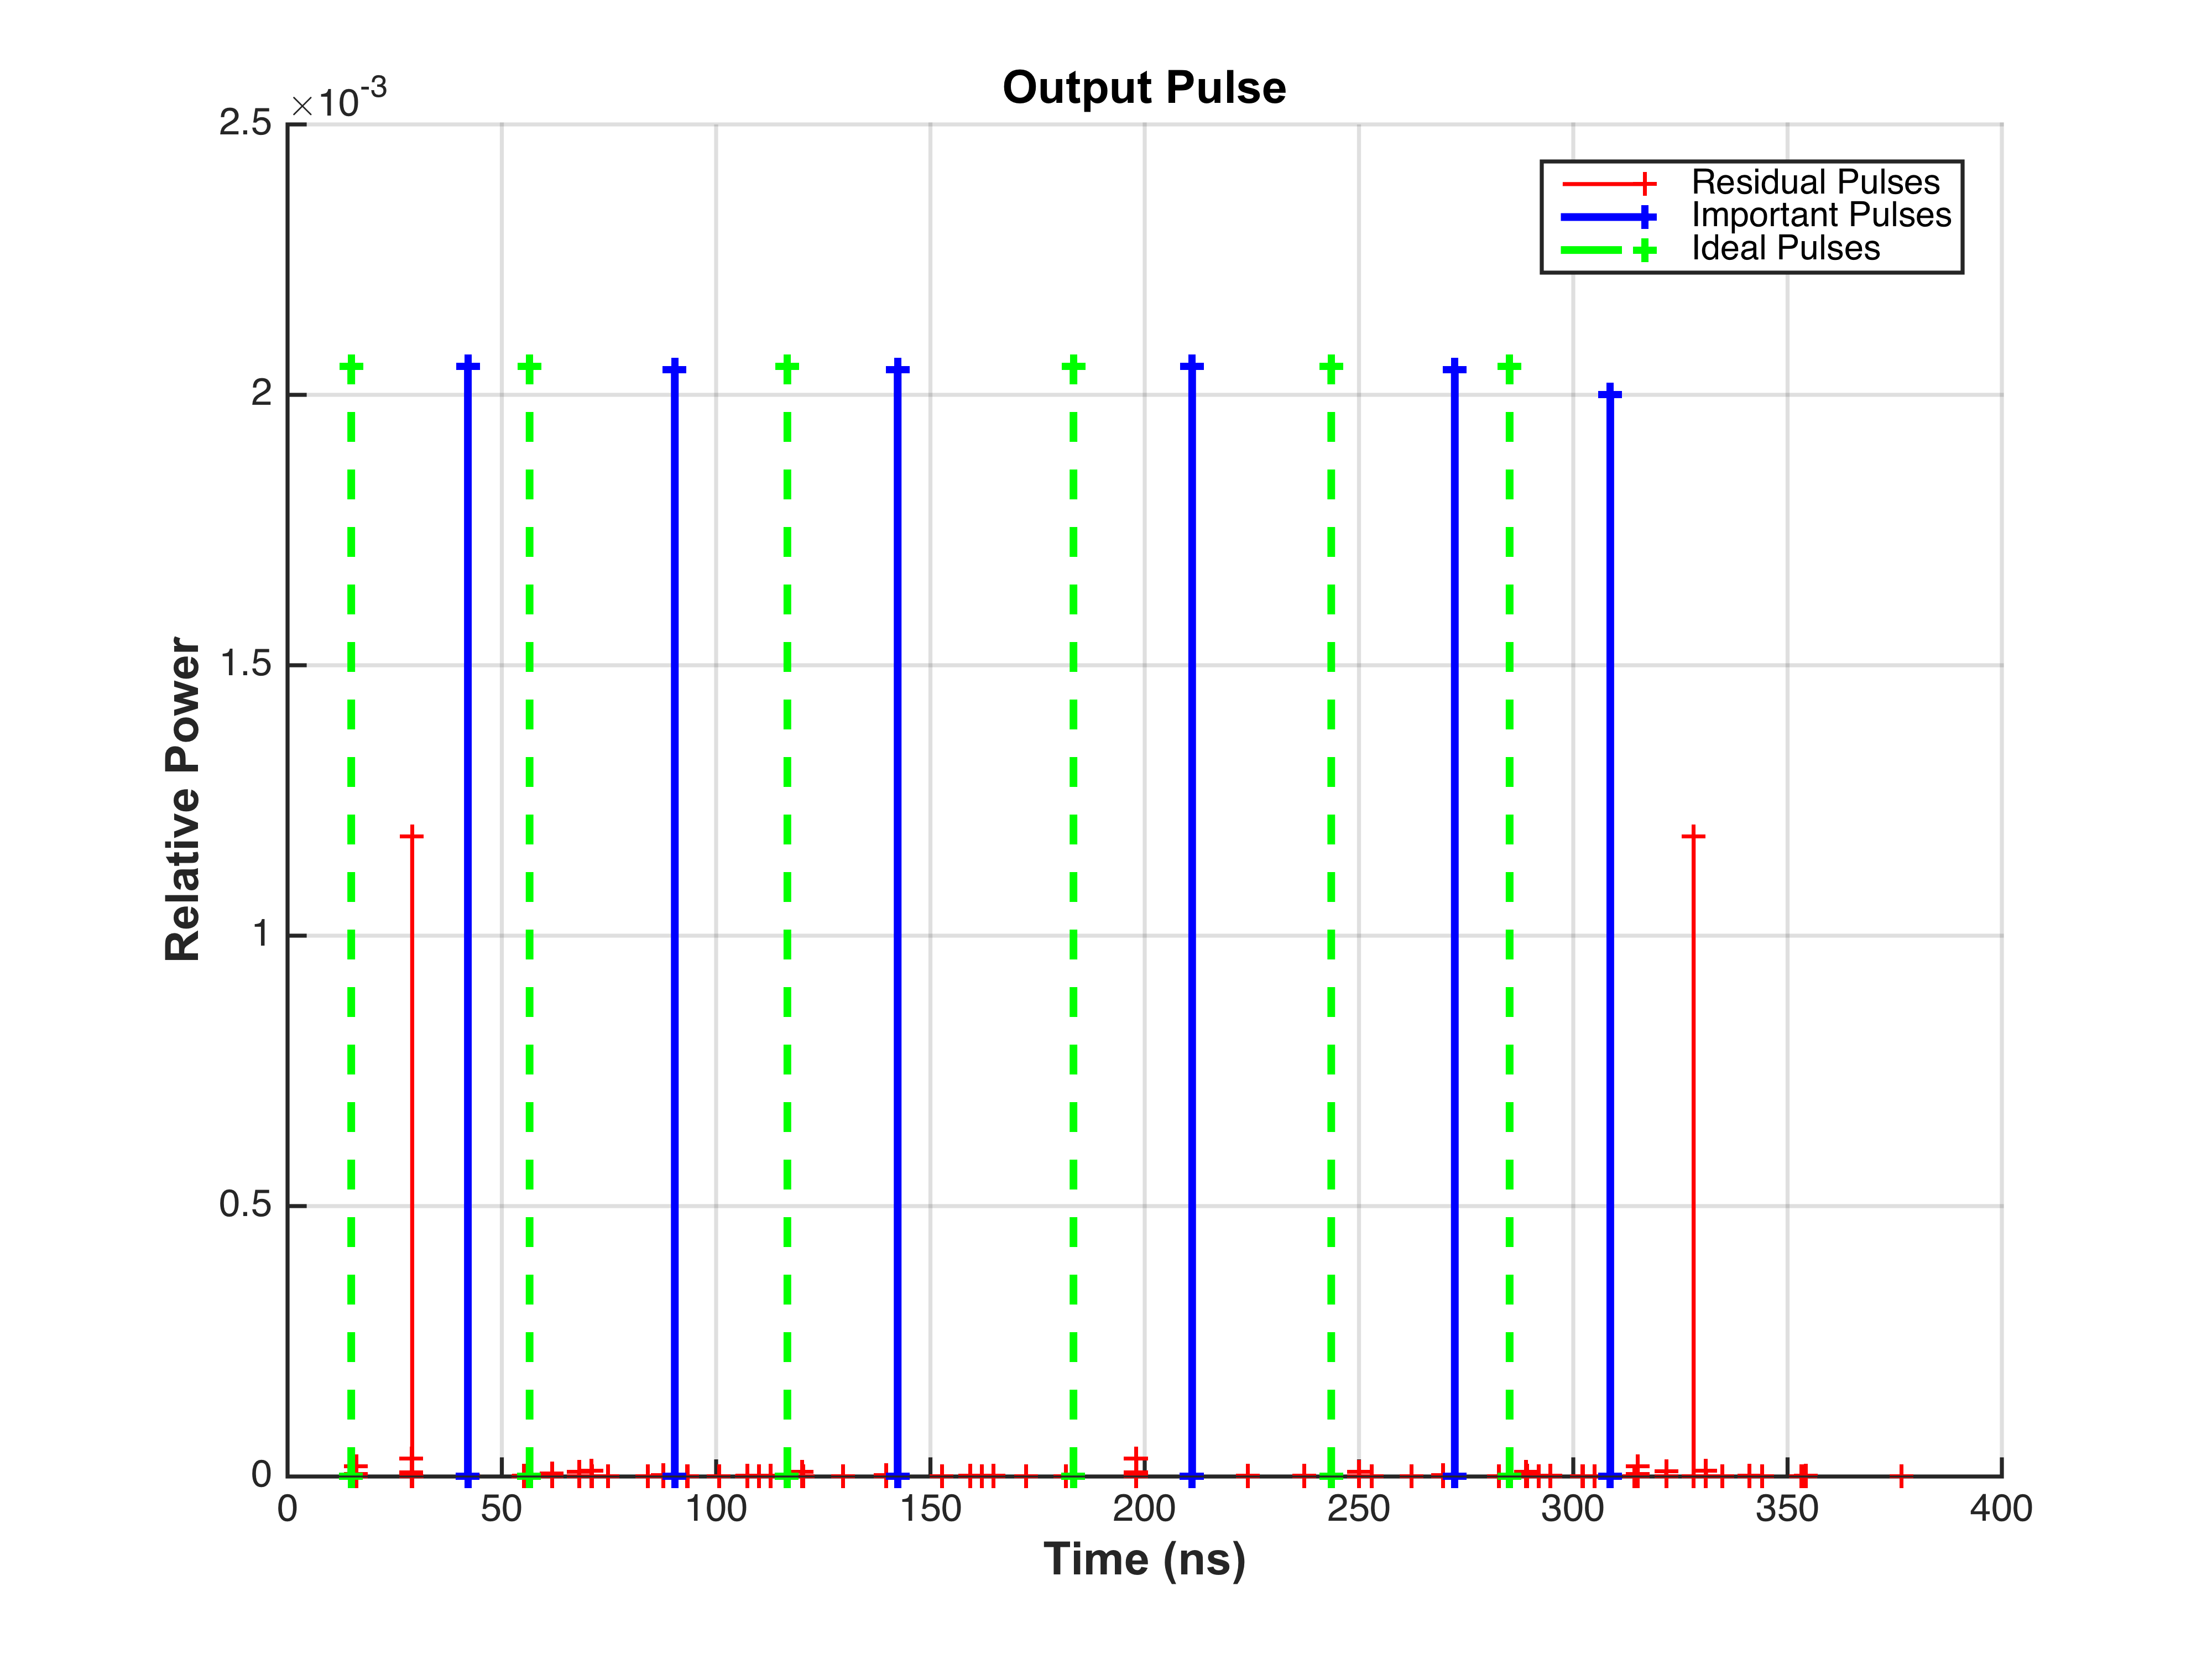 Output Pulse
×10-3
2.5
2
1.5
1
0.5
0
Relative Power
Residual Pulses
Important Pulses
Ideal Pulses
0 50 100 150 200 250 300 350 400
Time (ns)